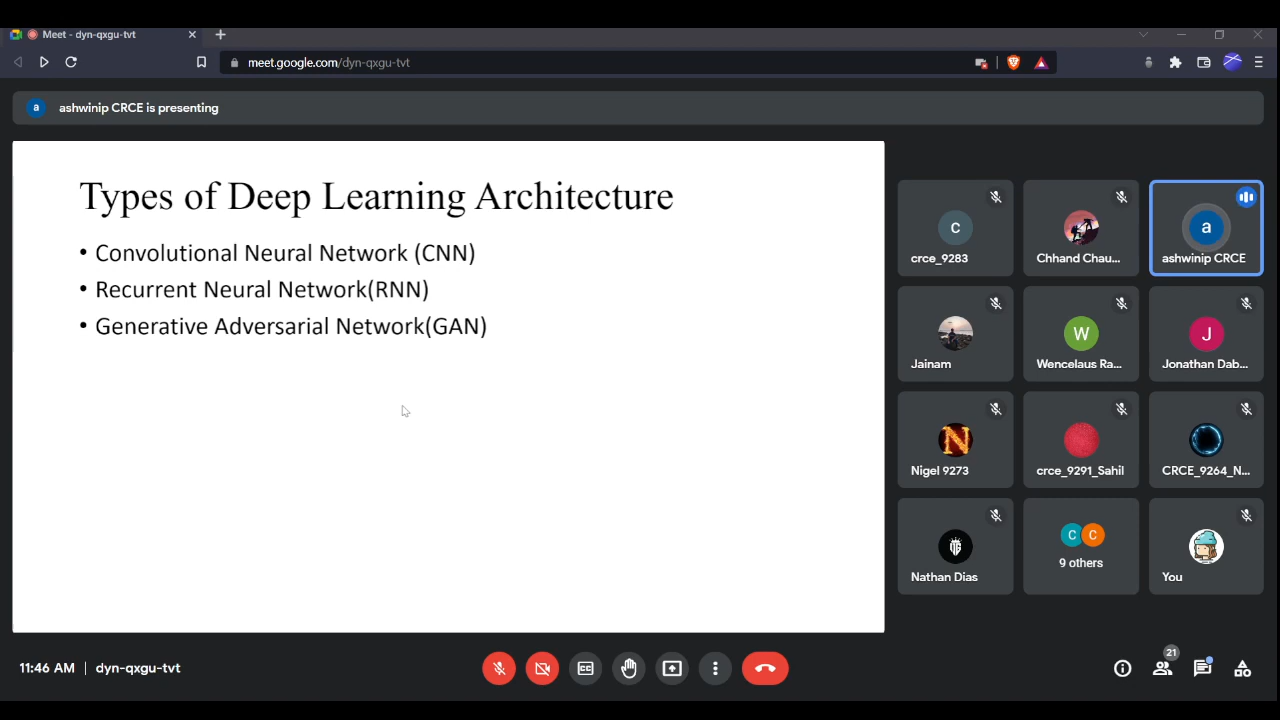 Meet - dyn-qxgu-tvt
meet.google.com/dyn-qxgu-tvt
a
ashwinip CRCE is presenting
Types of Deep Learning Architecture
• Convolutional Neural Network (CNN)
• Recurrent Neural Network(RNN)
• Generative Adversarial Network(GAN)
c
crce_9283
Chhand Chau...
a
ashwinip CRCE
Jainam
W
Wencelaus Ra...
J
Jonathan Dab...
N
Nigel 9273
crce_9291_Sahil
CRCE_9264_N...
Nathan Dias
C C
9 others
You
11:46 AM | dyn-qxgu-tvt
CC
21